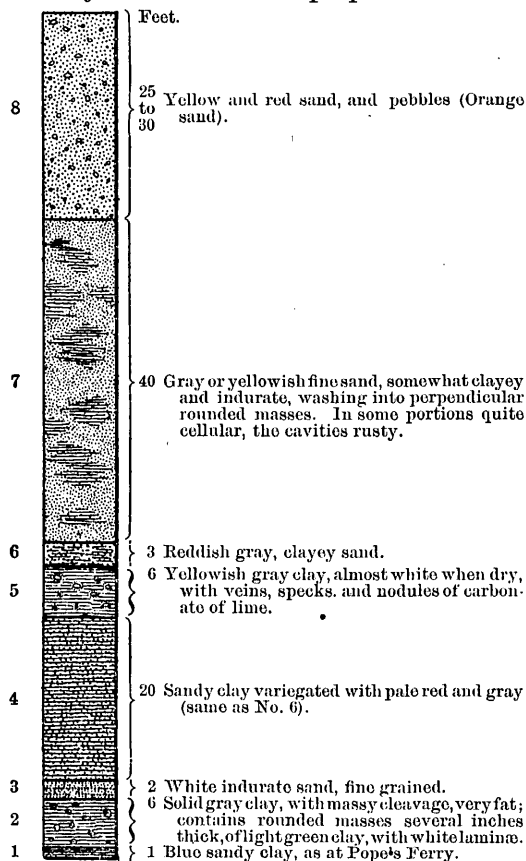 Feet.
8 25 to 30 Yellow and red sand, and pebbles (Orange
sand).
7 40 Gray or yellowish fine sand, somewhat clayey
and indurate, washing into perpendicular
rounded masses. In some portions quite
cellular, the cavities rusty.
6 3 Reddish gray, clayey sand.
5 6 Yellowish gray clay, almost white when dry,
with veins, specks. and nodules of carbon-
ate of lime.
4 20 Sandy clay variegated with pale red and gray
(same as No. 6).
3 2 White indurate sand, fine grained.
2 6 Solid gray clay, with massy cleavage, very fat;
contains rounded masses several inches
thick, of light green clay, with white laminæ.
1 1 Blue sandy clay, as at Pope's Ferry.